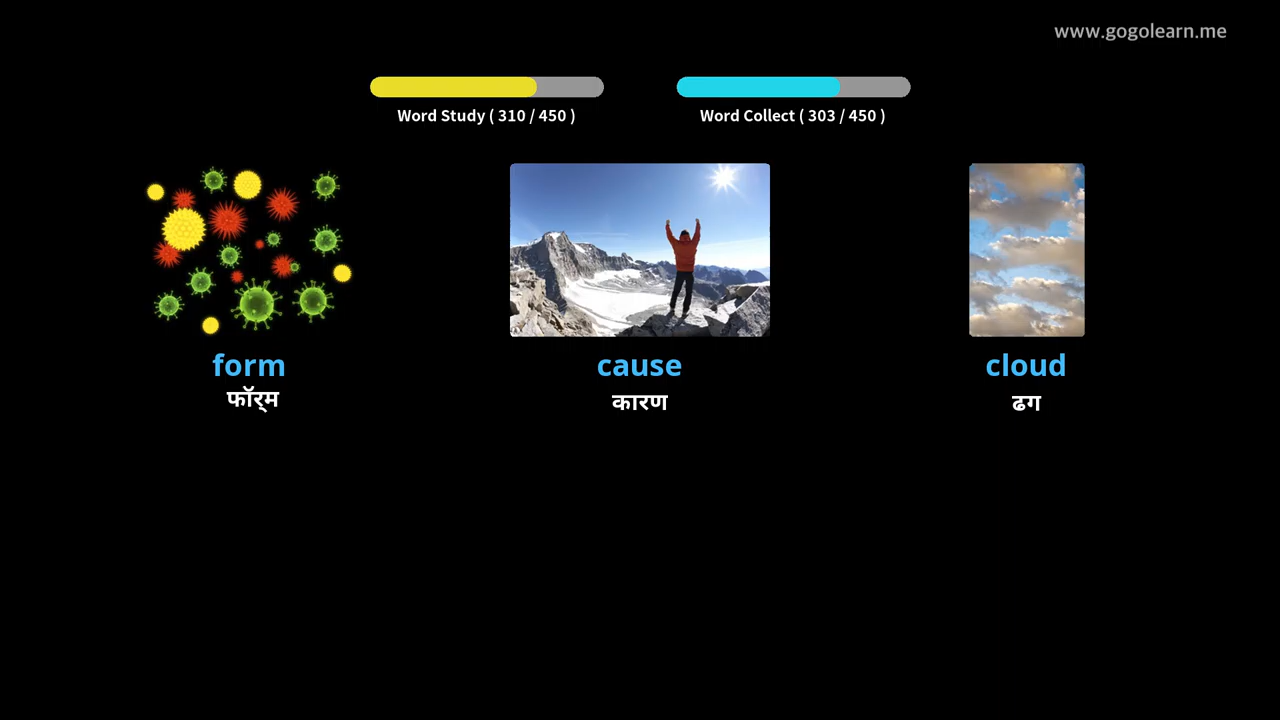 www.gogolearn.me
Word Study ( 310 / 450 )
Word Collect ( 303 / 450 )
form
cause
cloud
फॉर्‍म
कारण
ढग